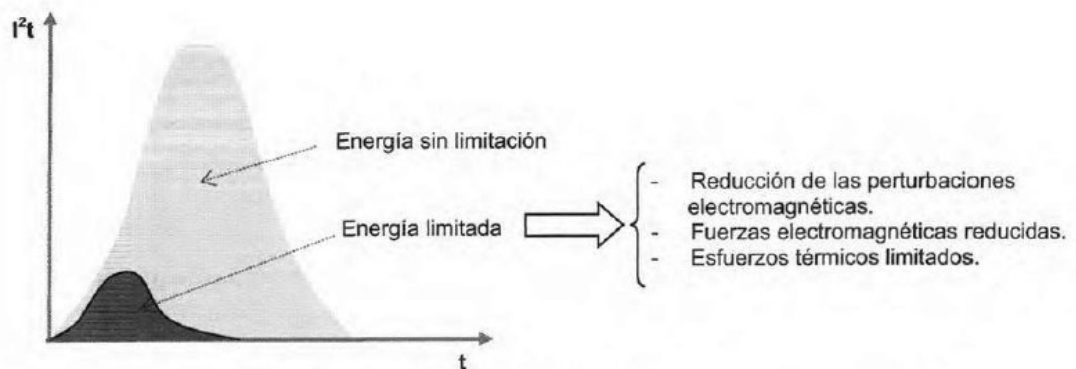 I²t
Energía sin limitación
Energía limitada
- Reducción de las perturbaciones
electromagnéticas.
- Fuerzas electromagnéticas reducidas.
- Esfuerzos térmicos limitados.
t